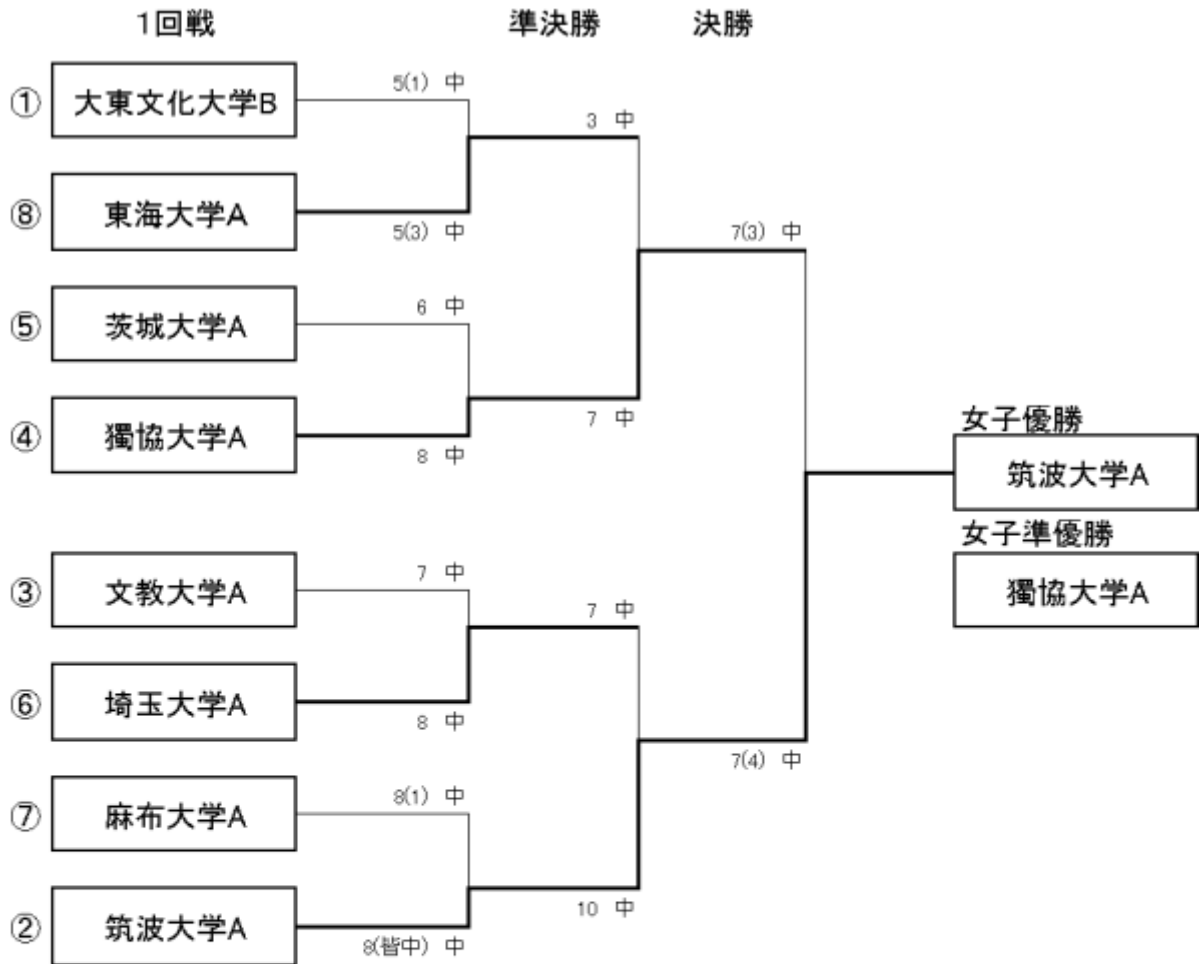 1回戦 準決勝 決勝
5(1) 中
① 大東文化大学B
3 中
⑧ 東海大学A
5(3) 中
7(3) 中
6 中
⑤ 茨城大学A
7 中
④ 獨協大学A
8 中
女子優勝
筑波大学A
女子準優勝
獨協大学A
7 中
③ 文教大学A
7 中
⑥ 埼玉大学A
8 中
7(4) 中
8(1) 中
⑦ 麻布大学A
10 中
② 筑波大学A
8(皆中) 中